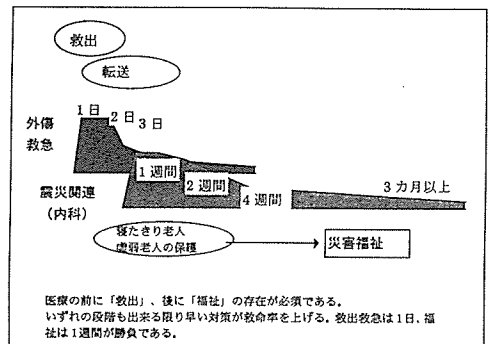 救出
転送
1日
2日
3日
外傷
救急
1週間
2週間
4週間
3カ月以上
震災関連
（内科）
寝たきり老人
虚弱老人の保護
災害福祉
医療の前に「救出」、後に「福祉」の存在が必須である。
いずれの段階も出来る限り早い対策が救命率を上げる。救出救急は1日、福
祉は1週間が勝負である。